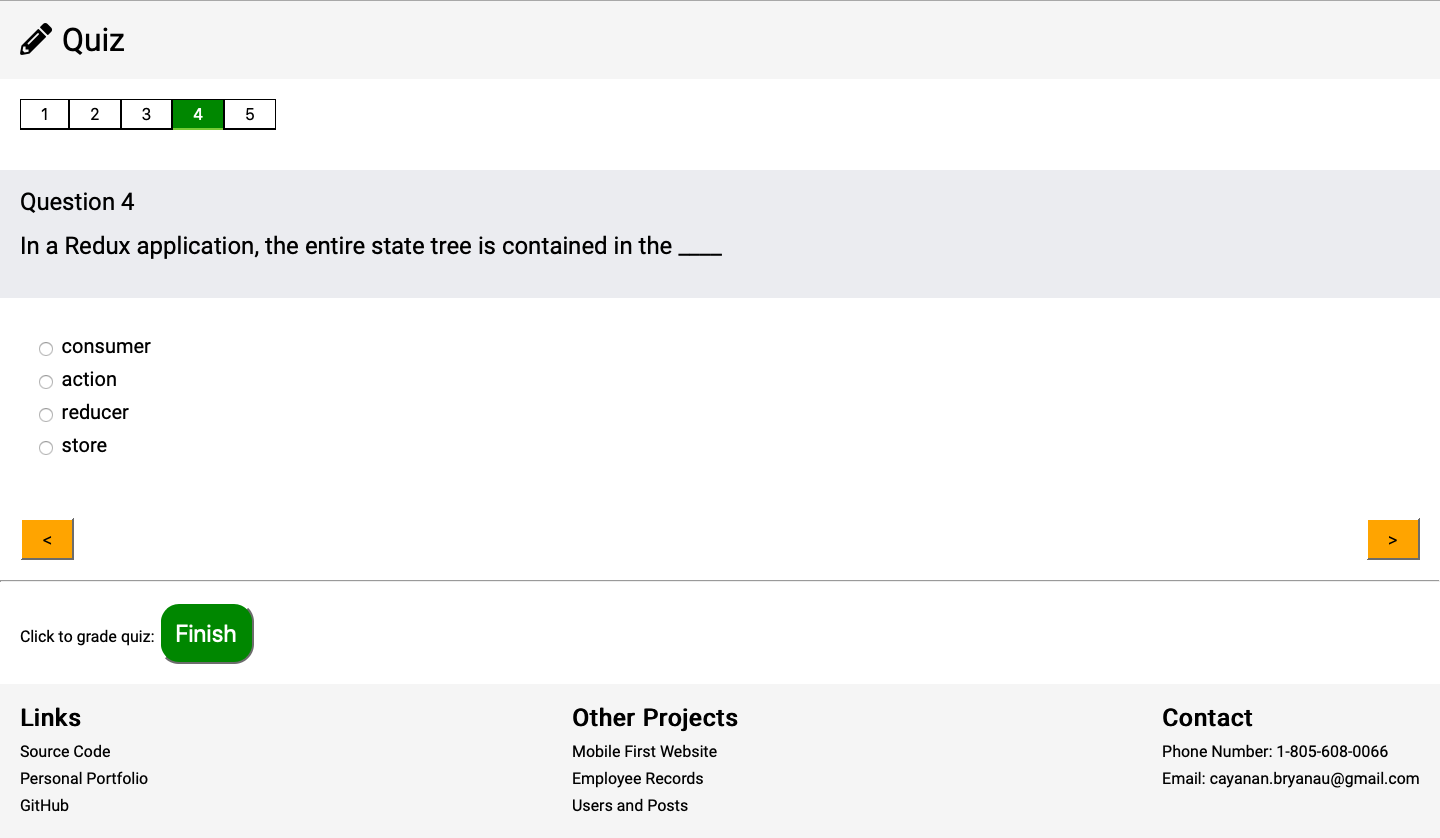 Quiz
1 2 3 4 5
Question 4
In a Redux application, the entire state tree is contained in the ____
consumer
action
reducer
store
< >
Click to grade quiz: Finish
Links
Source Code
Personal Portfolio
GitHub
Other Projects
Mobile First Website
Employee Records
Users and Posts
Contact
Phone Number: 1-805-608-0066
Email: cayanan.bryanau@gmail.com